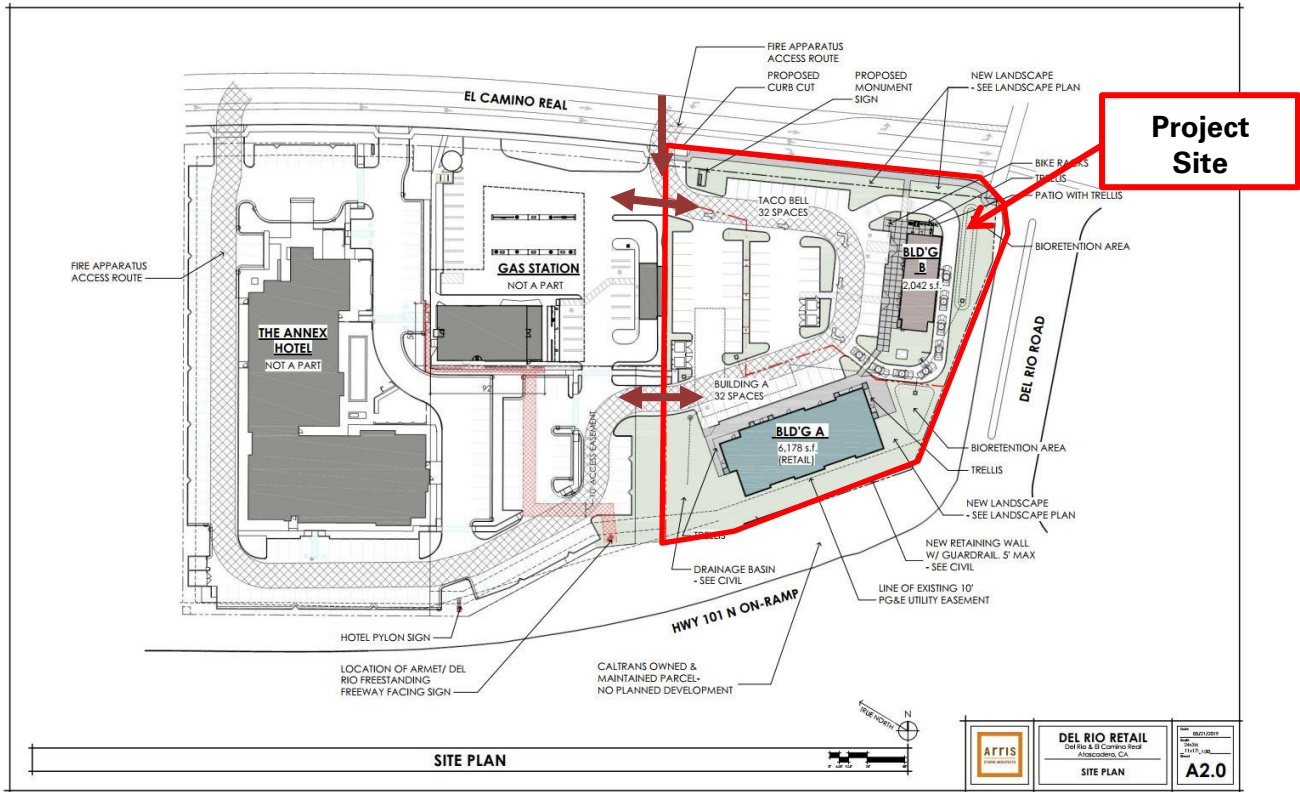 FIRE APPARATUS
ACCESS ROUTE
PROPOSED
CURB CUT
PROPOSED
MONUMENT
SIGN
NEW LANDSCAPE
- SEE LANDSCAPE PLAN
EL CAMINO REAL
Project
Site
BIKE RACKS
TRELLIS
PATIO WITH TRELLIS
BIORETENTION AREA
TACO BELL
32 SPACES
BLD'G
B
2,042 s.f.
GAS STATION
NOT A PART
FIRE APPARATUS
ACCESS ROUTE
THE ANNEX
HOTEL
NOT A PART
50
92
10' ACCESS EASEMENT
BUILDING A
32 SPACES
BLD'G A
6,178 s.f.
(RETAIL)
DEL RIO ROAD
BIORETENTION AREA
TRELLIS
NEW LANDSCAPE
- SEE LANDSCAPE PLAN
TRELLIS
NEW RETAINING WALL
W/ GUARDRAIL. 5' MAX
- SEE CIVIL
DRAINAGE BASIN
- SEE CIVIL
LINE OF EXISTING 10'
PG&E UTILITY EASEMENT
HWY 101 N ON-RAMP
HOTEL PYLON SIGN
LOCATION OF ARMET/ DEL
RIO FREESTANDING
FREEWAY FACING SIGN
CALTRANS OWNED &
MAINTAINED PARCEL-
NO PLANNED DEVELOPMENT
TRUE NORTH
N
SITE PLAN
ARRIS
DEL RIO RETAIL
Del Rio & El Camino Real
Atascadero, CA
SITE PLAN
A2.0